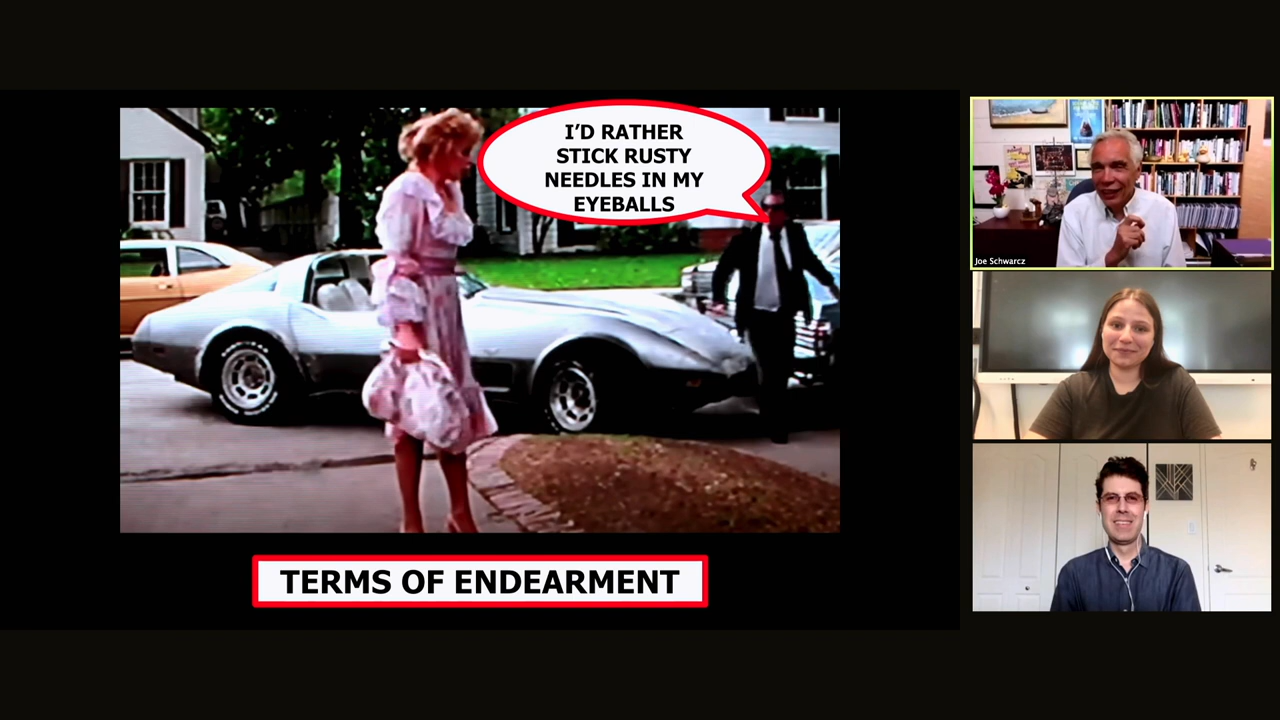 I'D RATHER
STICK RUSTY
NEEDLES IN MY
EYEBALLS
TERMS OF ENDEARMENT
Joe Schwarcz